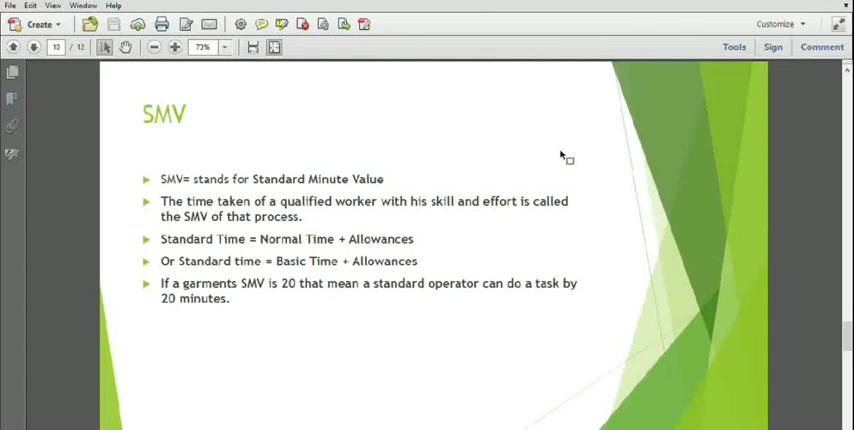 File Edit View Window Help
Create Customize
10 / 12 73% Tools Sign Comment
SMV
SMV= stands for Standard Minute Value
The time taken of a qualified worker with his skill and effort is called
the SMV of that process.
Standard Time = Normal Time + Allowances
Or Standard time = Basic Time + Allowances
If a garments SMV is 20 that mean a standard operator can do a task by
20 minutes.